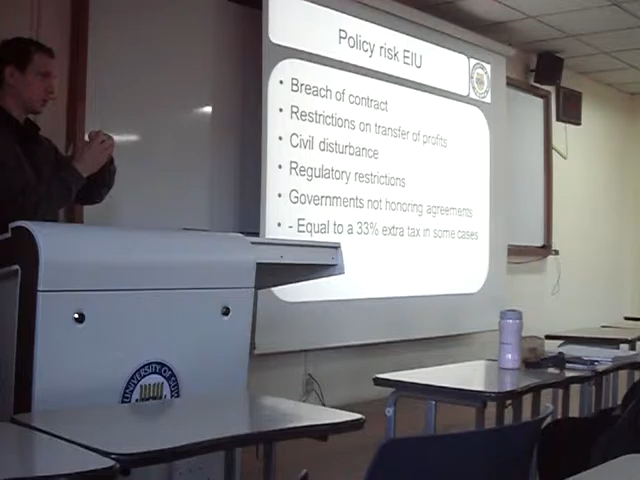 Policy risk EIU
• Breach of contract
• Restrictions on transfer of profits
• Civil disturbance
• Regulatory restrictions
• Governments not honoring agreements
• - Equal to a 33% extra tax in some cases
UNIVERSITY OF